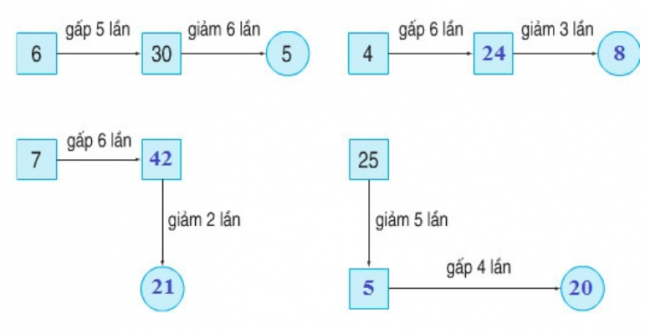 gấp 5 lần giảm 6 lần
6 30 5
gấp 6 lần giảm 3 lần
4 24 8
gấp 6 lần
7 42
giảm 2 lần
21
25
giảm 5 lần
gấp 4 lần
5 20